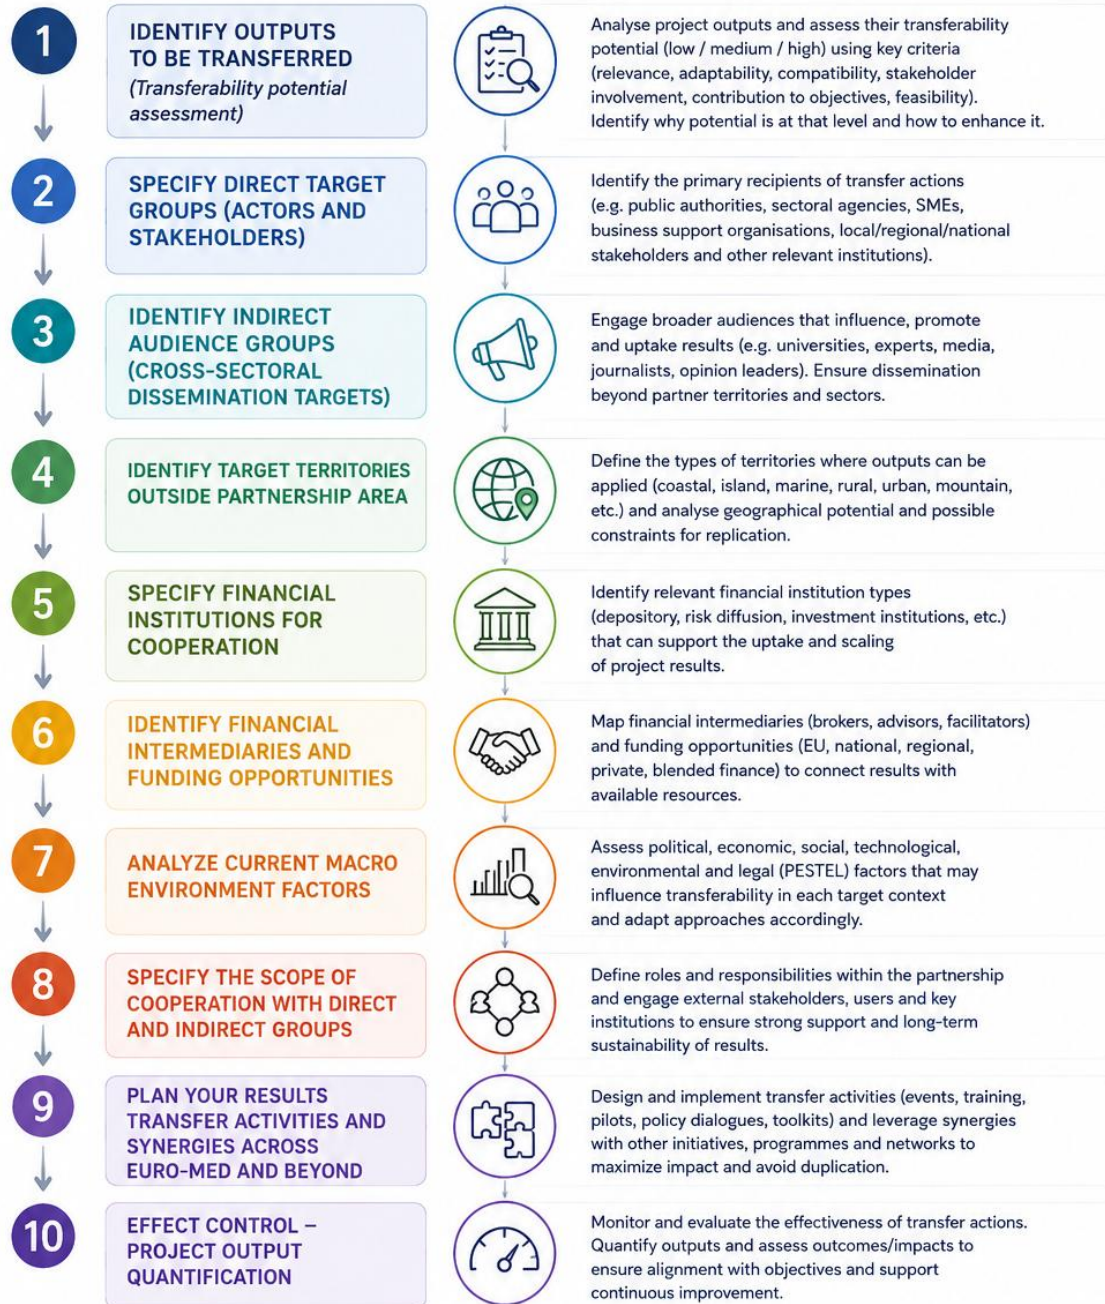 1
IDENTIFY OUTPUTS
TO BE TRANSFERRED
(Transferability potential
assessment)
Analyse project outputs and assess their transferability
potential (low / medium / high) using key criteria
(relevance, adaptability, compatibility, stakeholder
involvement, contribution to objectives, feasibility).
Identify why potential is at that level and how to enhance it.
2
SPECIFY DIRECT TARGET
GROUPS (ACTORS AND
STAKEHOLDERS)
Identify the primary recipients of transfer actions
(e.g. public authorities, sectoral agencies, SMEs,
business support organisations, local/regional/national
stakeholders and other relevant institutions).
3
IDENTIFY INDIRECT
AUDIENCE GROUPS
(CROSS-SECTORAL
DISSEMINATION TARGETS)
Engage broader audiences that influence, promote
and uptake results (e.g. universities, experts, media,
journalists, opinion leaders). Ensure dissemination
beyond partner territories and sectors.
4
IDENTIFY TARGET TERRITORIES
OUTSIDE PARTNERSHIP AREA
Define the types of territories where outputs can be
applied (coastal, island, marine, rural, urban, mountain,
etc.) and analyse geographical potential and possible
constraints for replication.
5
SPECIFY FINANCIAL
INSTITUTIONS FOR
COOPERATION
Identify relevant financial institution types
(depository, risk diffusion, investment institutions, etc.)
that can support the uptake and scaling
of project results.
6
IDENTIFY FINANCIAL
INTERMEDIARIES AND
FUNDING OPPORTUNITIES
Map financial intermediaries (brokers, advisors, facilitators)
and funding opportunities (EU, national, regional,
private, blended finance) to connect results with
available resources.
7
ANALYZE CURRENT MACRO
ENVIRONMENT FACTORS
Assess political, economic, social, technological,
environmental and legal (PESTEL) factors that may
influence transferability in each target context
and adapt approaches accordingly.
8
SPECIFY THE SCOPE OF
COOPERATION WITH DIRECT
AND INDIRECT GROUPS
Define roles and responsibilities within the partnership
and engage external stakeholders, users and key
institutions to ensure strong support and long-term
sustainability of results.
9
PLAN YOUR RESULTS
TRANSFER ACTIVITIES AND
SYNERGIES ACROSS
EURO-MED AND BEYOND
Design and implement transfer activities (events, training,
pilots, policy dialogues, toolkits) and leverage synergies
with other initiatives, programmes and networks to
maximize impact and avoid duplication.
10
EFFECT CONTROL –
PROJECT OUTPUT
QUANTIFICATION
Monitor and evaluate the effectiveness of transfer actions.
Quantify outputs and assess outcomes/impacts to
ensure alignment with objectives and support
continuous improvement.